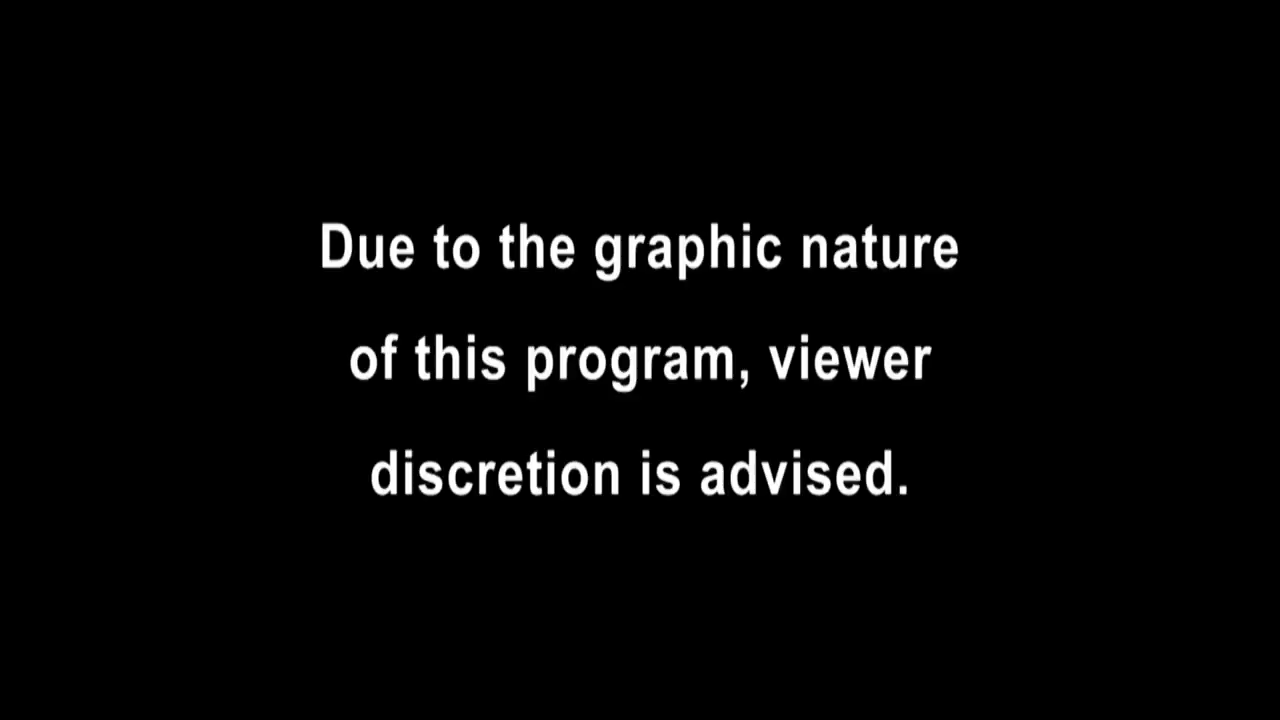 Due to the graphic nature
of this program, viewer
discretion is advised.